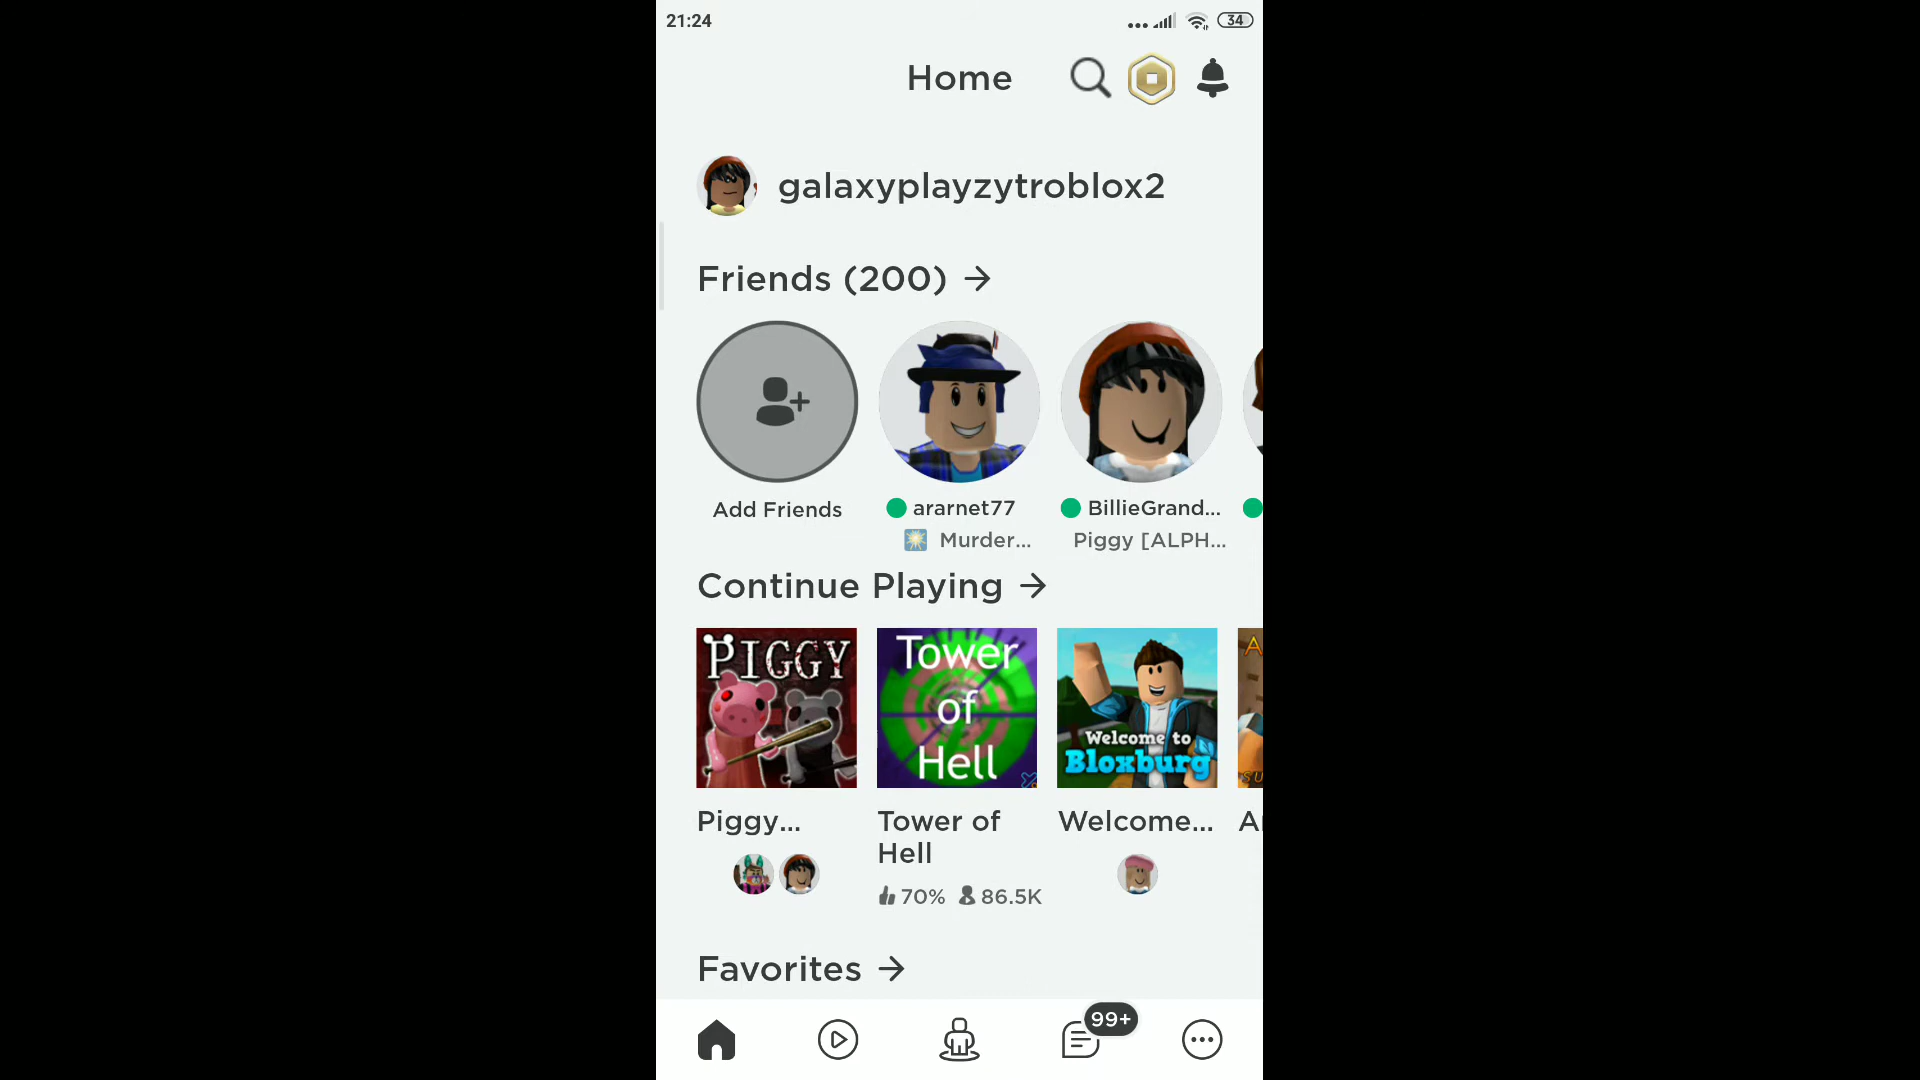 21:24
34
Home
galaxyplayzytroblox2
Friends (200)
Add Friends
ararnet77
BillieGrand...
Murder...
Piggy [ALPH...
Continue Playing
PIGGY
Tower
of
Hell
Welcome to
Bloxburg
A
SU
Piggy...
Tower of
Hell
Welcome...
A
70%
86.5K
Favorites
99+